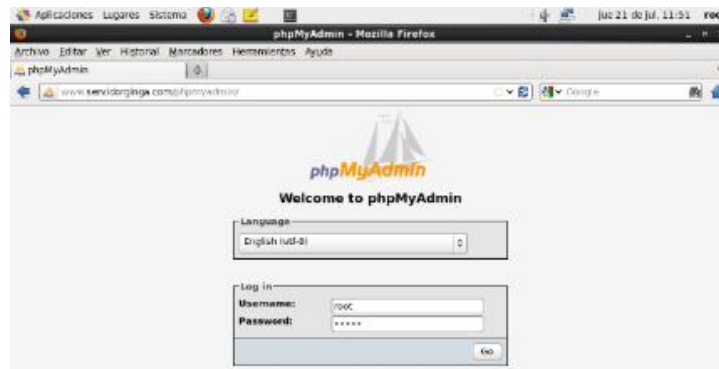 Aplicaciones Lugares Sistema jue 21 de jul, 11:51
phpMyAdmin - Mozilla Firefox
Archivo Editar Ver Historial Marcadores Herramientas Ayuda
phpMyAdmin
www.servidorginga.com/phpmyadmin/ Google
phpMyAdmin
Welcome to phpMyAdmin
Language
English (utf-8)
Log in
Username: root
Password: *****
Go